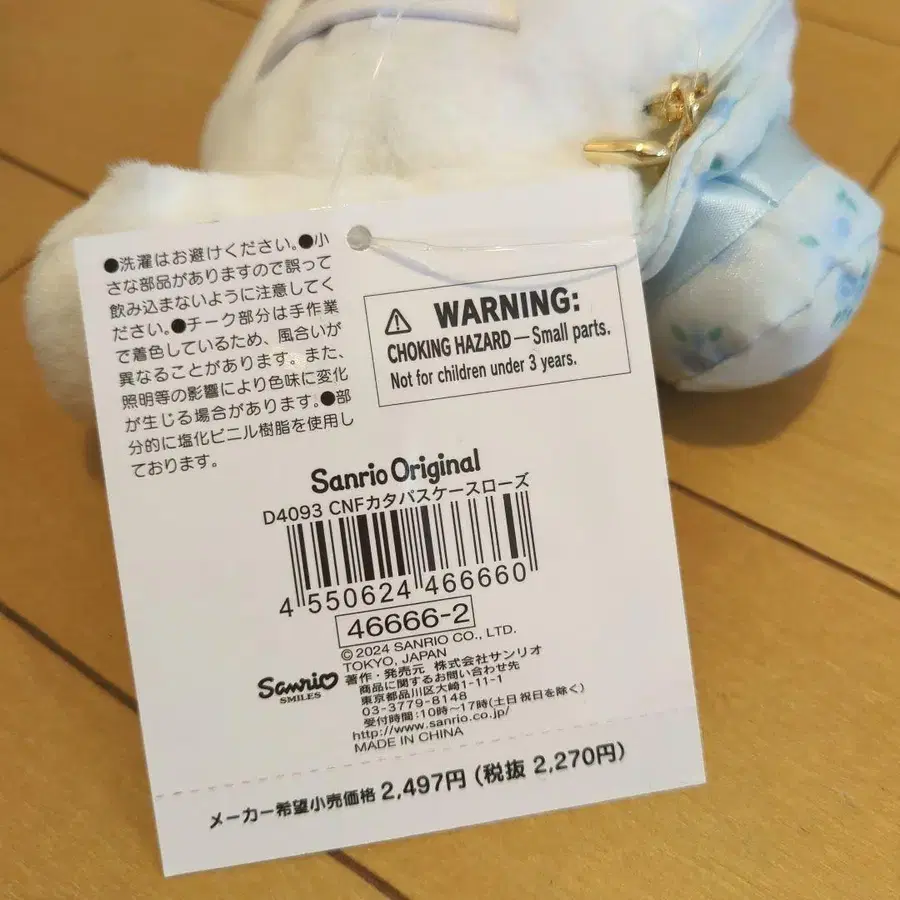 ●洗濯はお避けください。●小
さな部品がありますので誤って
飲み込まないように注意してく
ださい。●チーク部分は手作業
で着色しているため、風合いが
異なることがあります。また、
照明等の影響により色味に変化
が生じる場合があります。●部
分的に塩化ビニル樹脂を使用し
ております。
WARNING:
CHOKING HAZARD — Small parts.
Not for children under 3 years.
Sanrio Original
D4093 CNFカタパスケースローズ
4 550624 466660
46666-2
© 2024 SANRIO CO., LTD.
TOKYO, JAPAN
著作・発売元 株式会社サンリオ
商品に関するお問い合わせ先
東京都品川区大崎1-11-1
03-3779-8148
受付時間:10時〜17時(土日祝日を除く)
http://www.sanrio.co.jp/
MADE IN CHINA
Sanrio
SMILES
メーカー希望小売価格 2,497円 (税抜 2,270円)